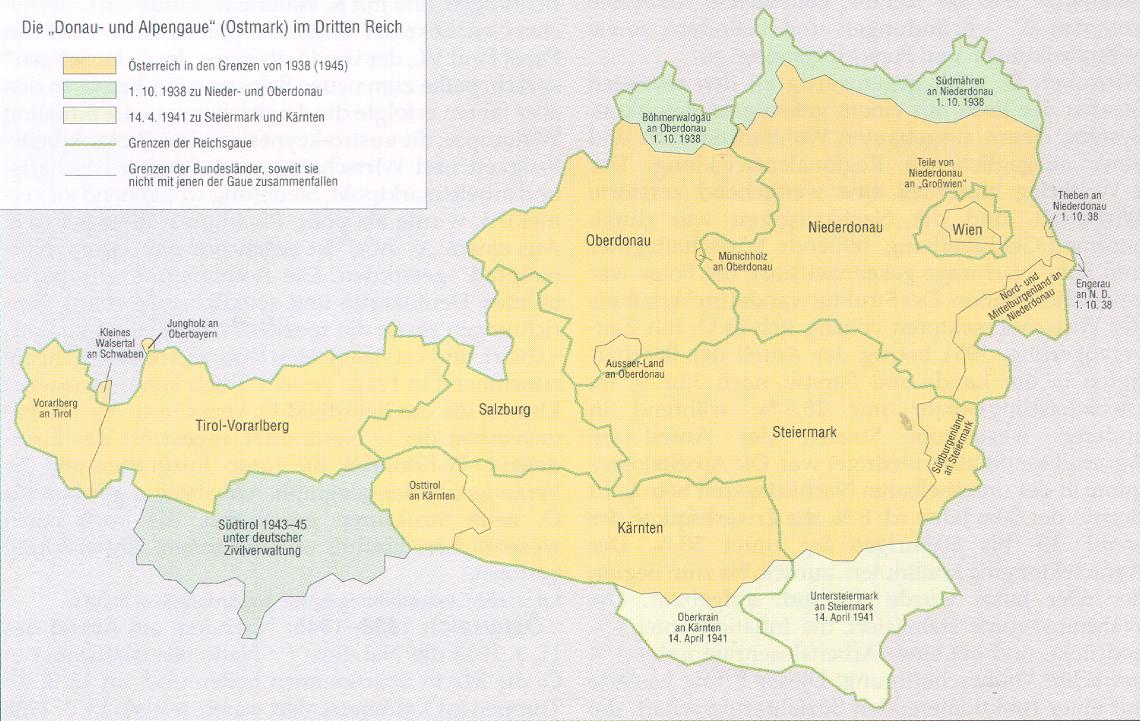 Die „Donau- und Alpengaue“ (Ostmark) im Dritten Reich
Österreich in den Grenzen von 1938 (1945)
1. 10. 1938 zu Nieder- und Oberdonau
14. 4. 1941 zu Steiermark und Kärnten
Grenzen der Reichsgaue
Grenzen der Bundesländer, soweit sie
nicht mit jenen der Gaue zusammenfallen
Böhmerwaldgäu
an Oberdonau
1. 10. 1938
Südmähren
an Niederdonau
1. 10. 1938
Teile von
Niederdonau
an „Großwien“
Theben an
Niederdonau
1. 10. 38
Oberdonau
Niederdonau
Wien
Münichholz
an Oberdonau
Engerau
an N. D.
1. 10. 38
Nord- und
Mittelburgenland an
Niederdonau
Kleines
Walsertal
an Schwaben
Jungholz an
Oberbayern
Ausseer-Land
an Oberdonau
Vorarlberg
an Tirol
Tirol-Vorarlberg
Salzburg
Steiermark
Südburgenland
an Steiermark
Osttirol
an Kärnten
Südtirol 1943–45
unter deutscher
Zivilverwaltung
Kärnten
Oberkrain
an Kärnten
14. April 1941
Untersteiermark
an Steiermark
14. April 1941